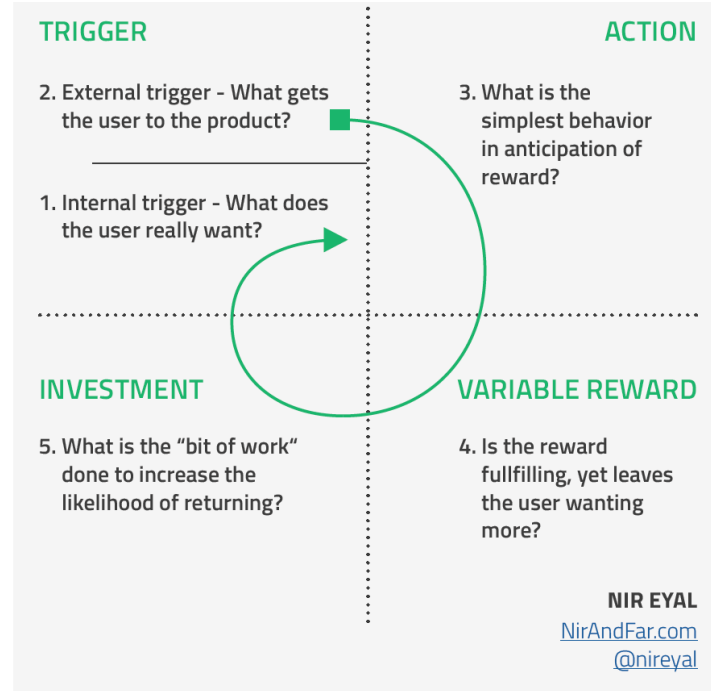 TRIGGER
2. External trigger - What gets
the user to the product?
1. Internal trigger - What does
the user really want?
ACTION
3. What is the
simplest behavior
in anticipation of
reward?
INVESTMENT
5. What is the “bit of work“
done to increase the
likelihood of returning?
VARIABLE REWARD
4. Is the reward
fullfilling, yet leaves
the user wanting
more?
NIR EYAL
NirAndFar.com
@nireyal